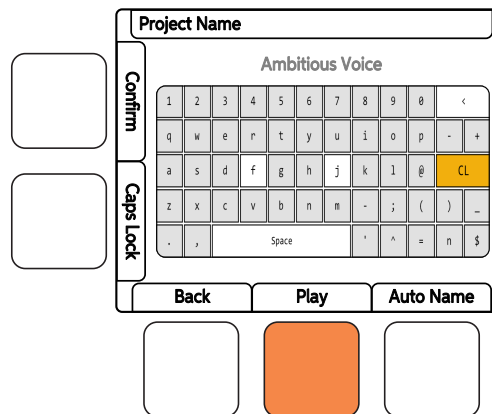 Project Name
Ambitious Voice
Confirm
Caps Lock
1 2 3 4 5 6 7 8 9 0 <
q w e r t y u i o p - +
a s d f g h j k l @ CL
z x c v b n m - ; ( ) _
. , Space ' ^ = n $
Back Play Auto Name